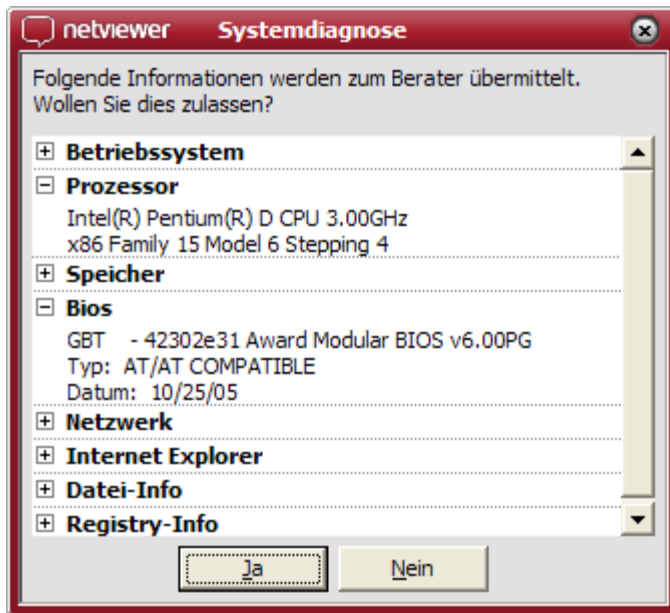 netviewer Systemdiagnose
Folgende Informationen werden zum Berater übermittelt.
Wollen Sie dies zulassen?
Betriebssystem
Prozessor
Intel(R) Pentium(R) D CPU 3.00GHz
x86 Family 15 Model 6 Stepping 4
Speicher
Bios
GBT - 42302e31 Award Modular BIOS v6.00PG
Typ: AT/AT COMPATIBLE
Datum: 10/25/05
Netzwerk
Internet Explorer
Datei-Info
Registry-Info
Ja Nein